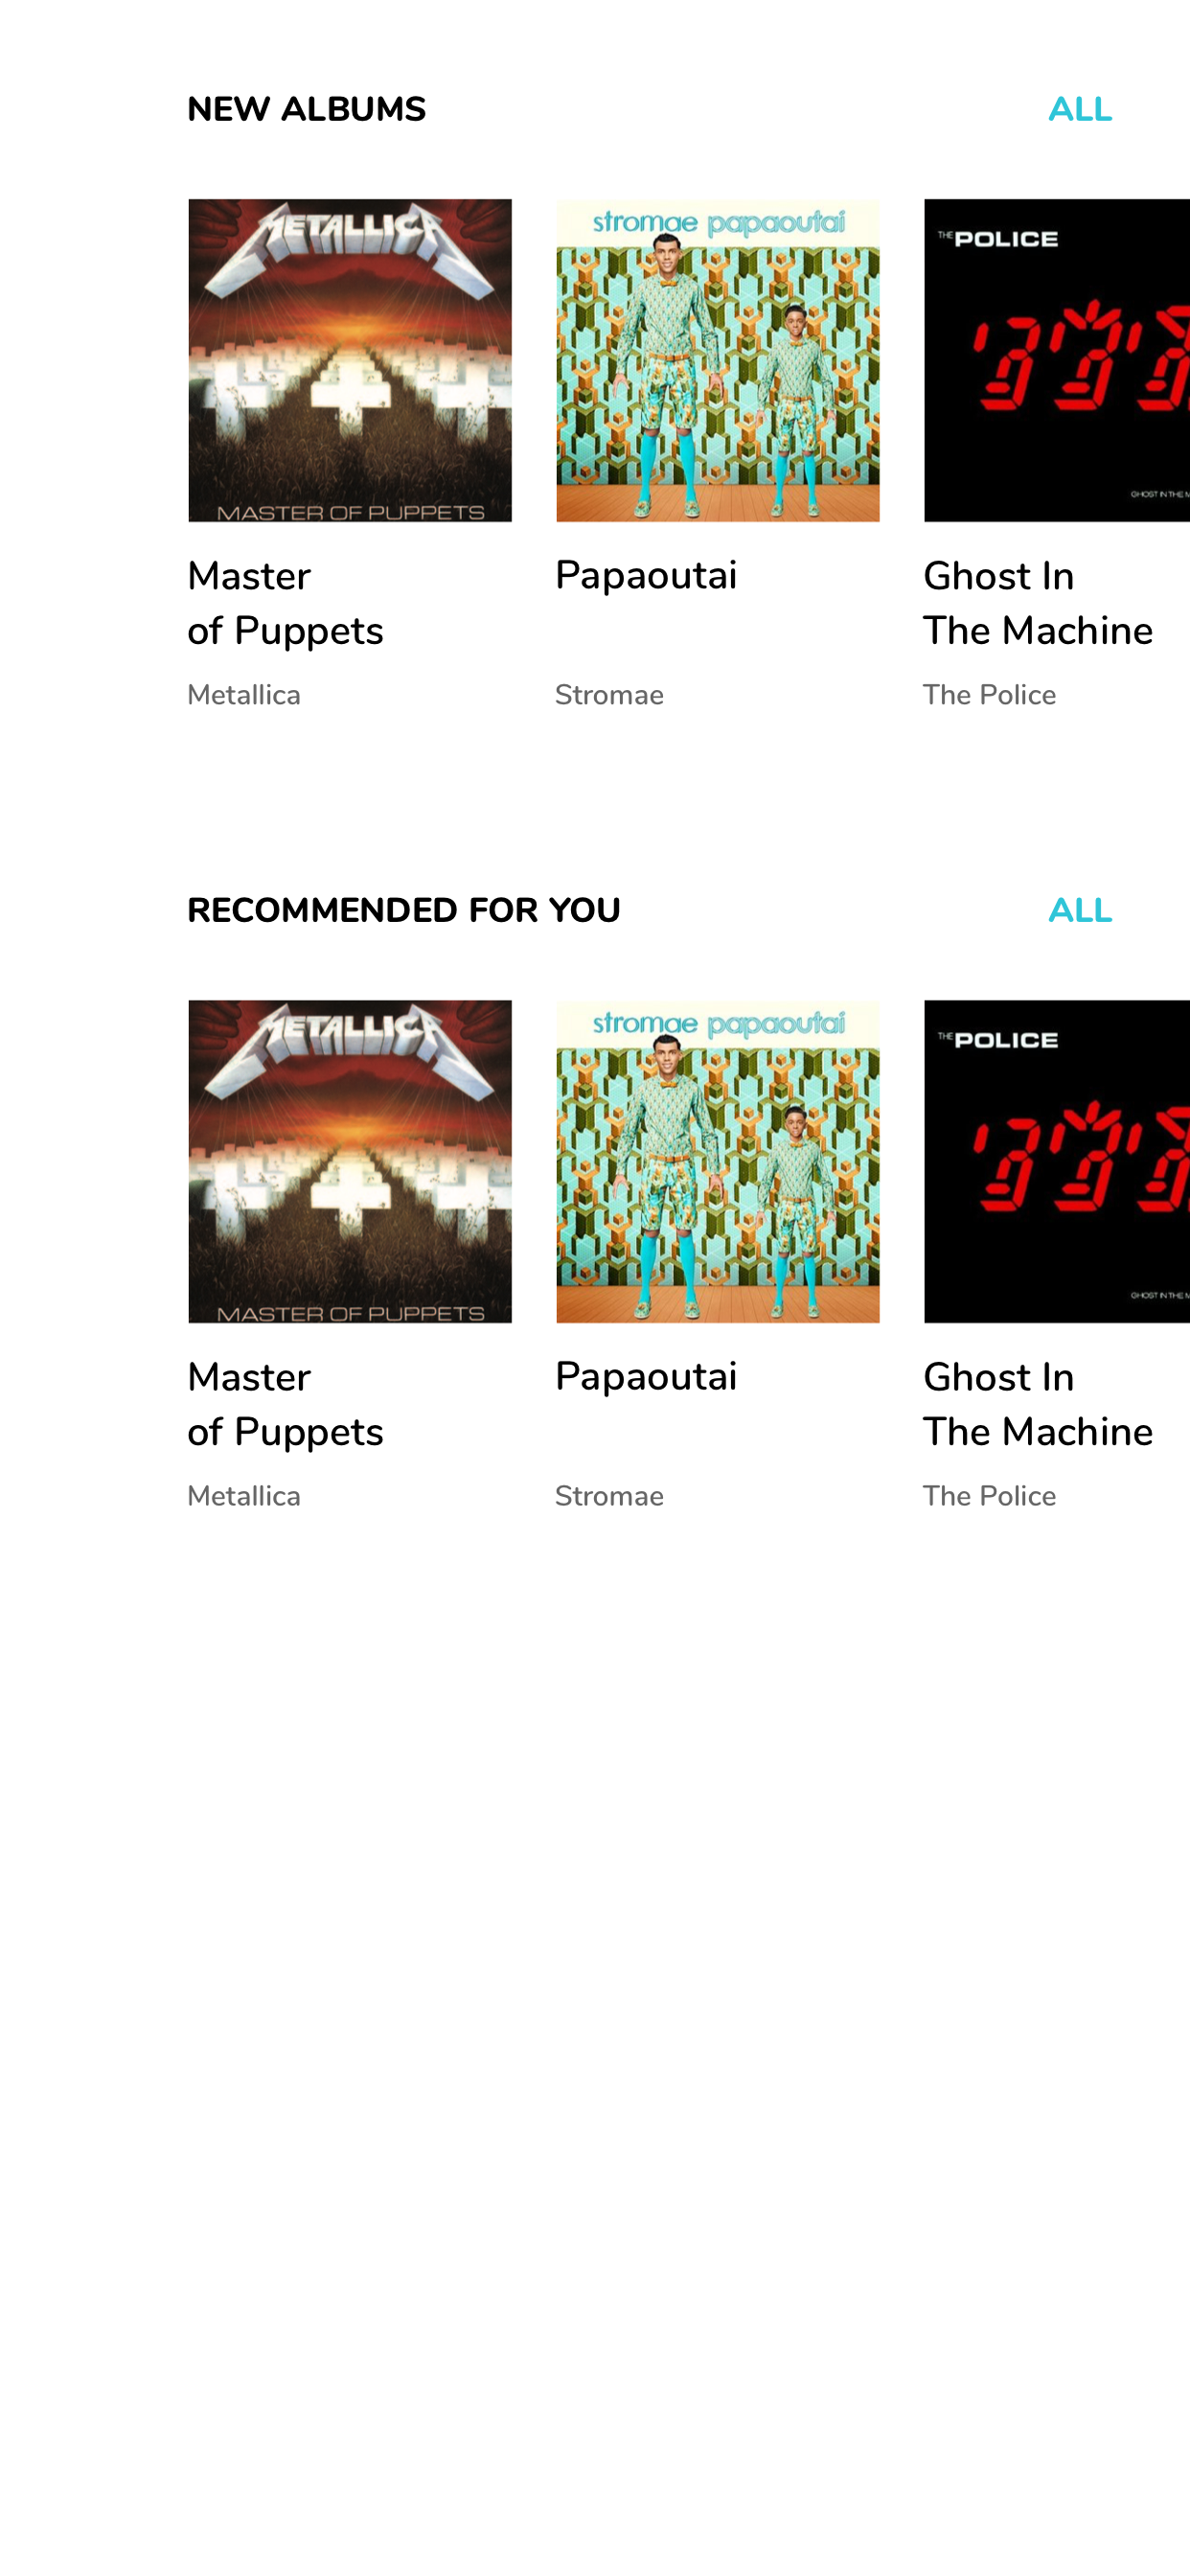 NEW ALBUMS ALL
METALLICA
MASTER OF PUPPETS
stromae papaoutai
THE POLICE
GHOST IN THE
Master
of Puppets
Metallica
Papaoutai
Stromae
Ghost In
The Machine
The Police
RECOMMENDED FOR YOU ALL
METALLICA
MASTER OF PUPPETS
stromae papaoutai
THE POLICE
GHOST IN THE
Master
of Puppets
Metallica
Papaoutai
Stromae
Ghost In
The Machine
The Police